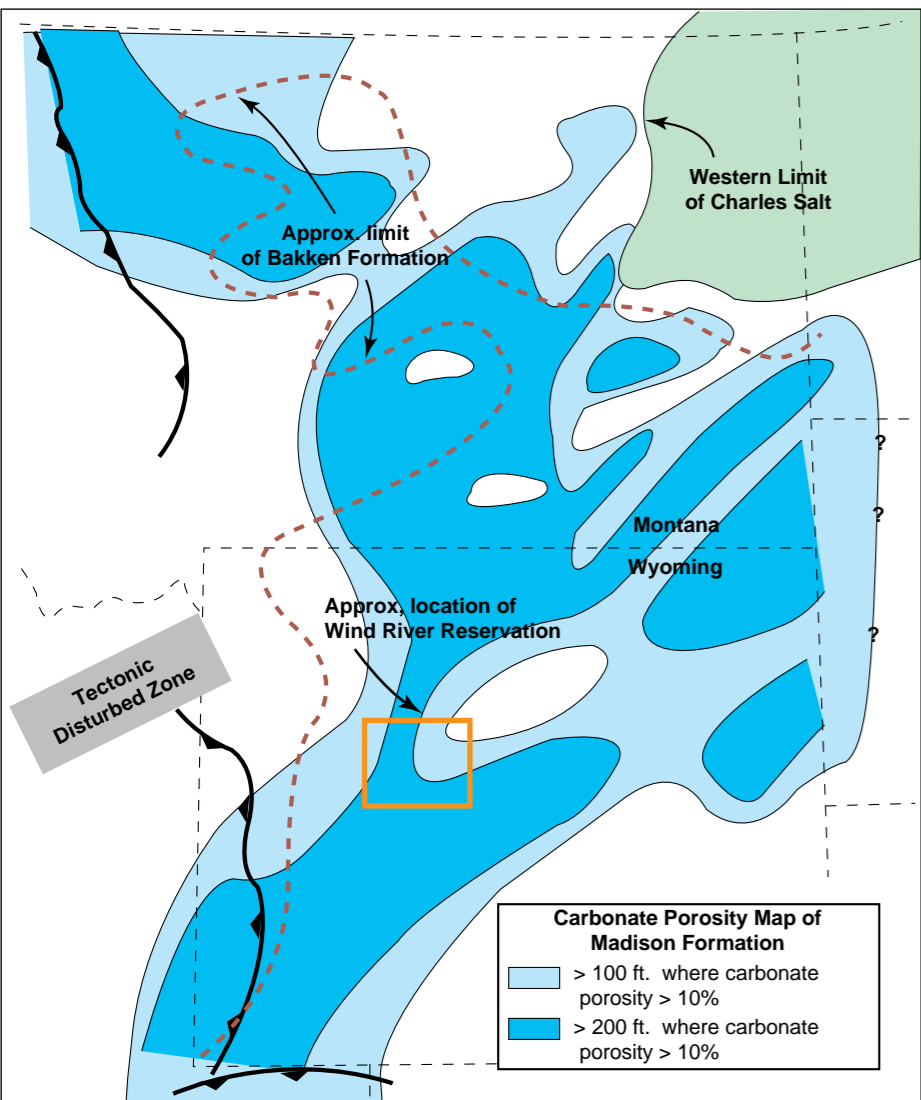 Western Limit
of Charles Salt
Approx. limit
of Bakken Formation
?
?
Montana
Wyoming
Approx, location of
Wind River Reservation
?
Tectonic
Disturbed Zone
Carbonate Porosity Map of
Madison Formation
> 100 ft. where carbonate
porosity > 10%
> 200 ft. where carbonate
porosity > 10%